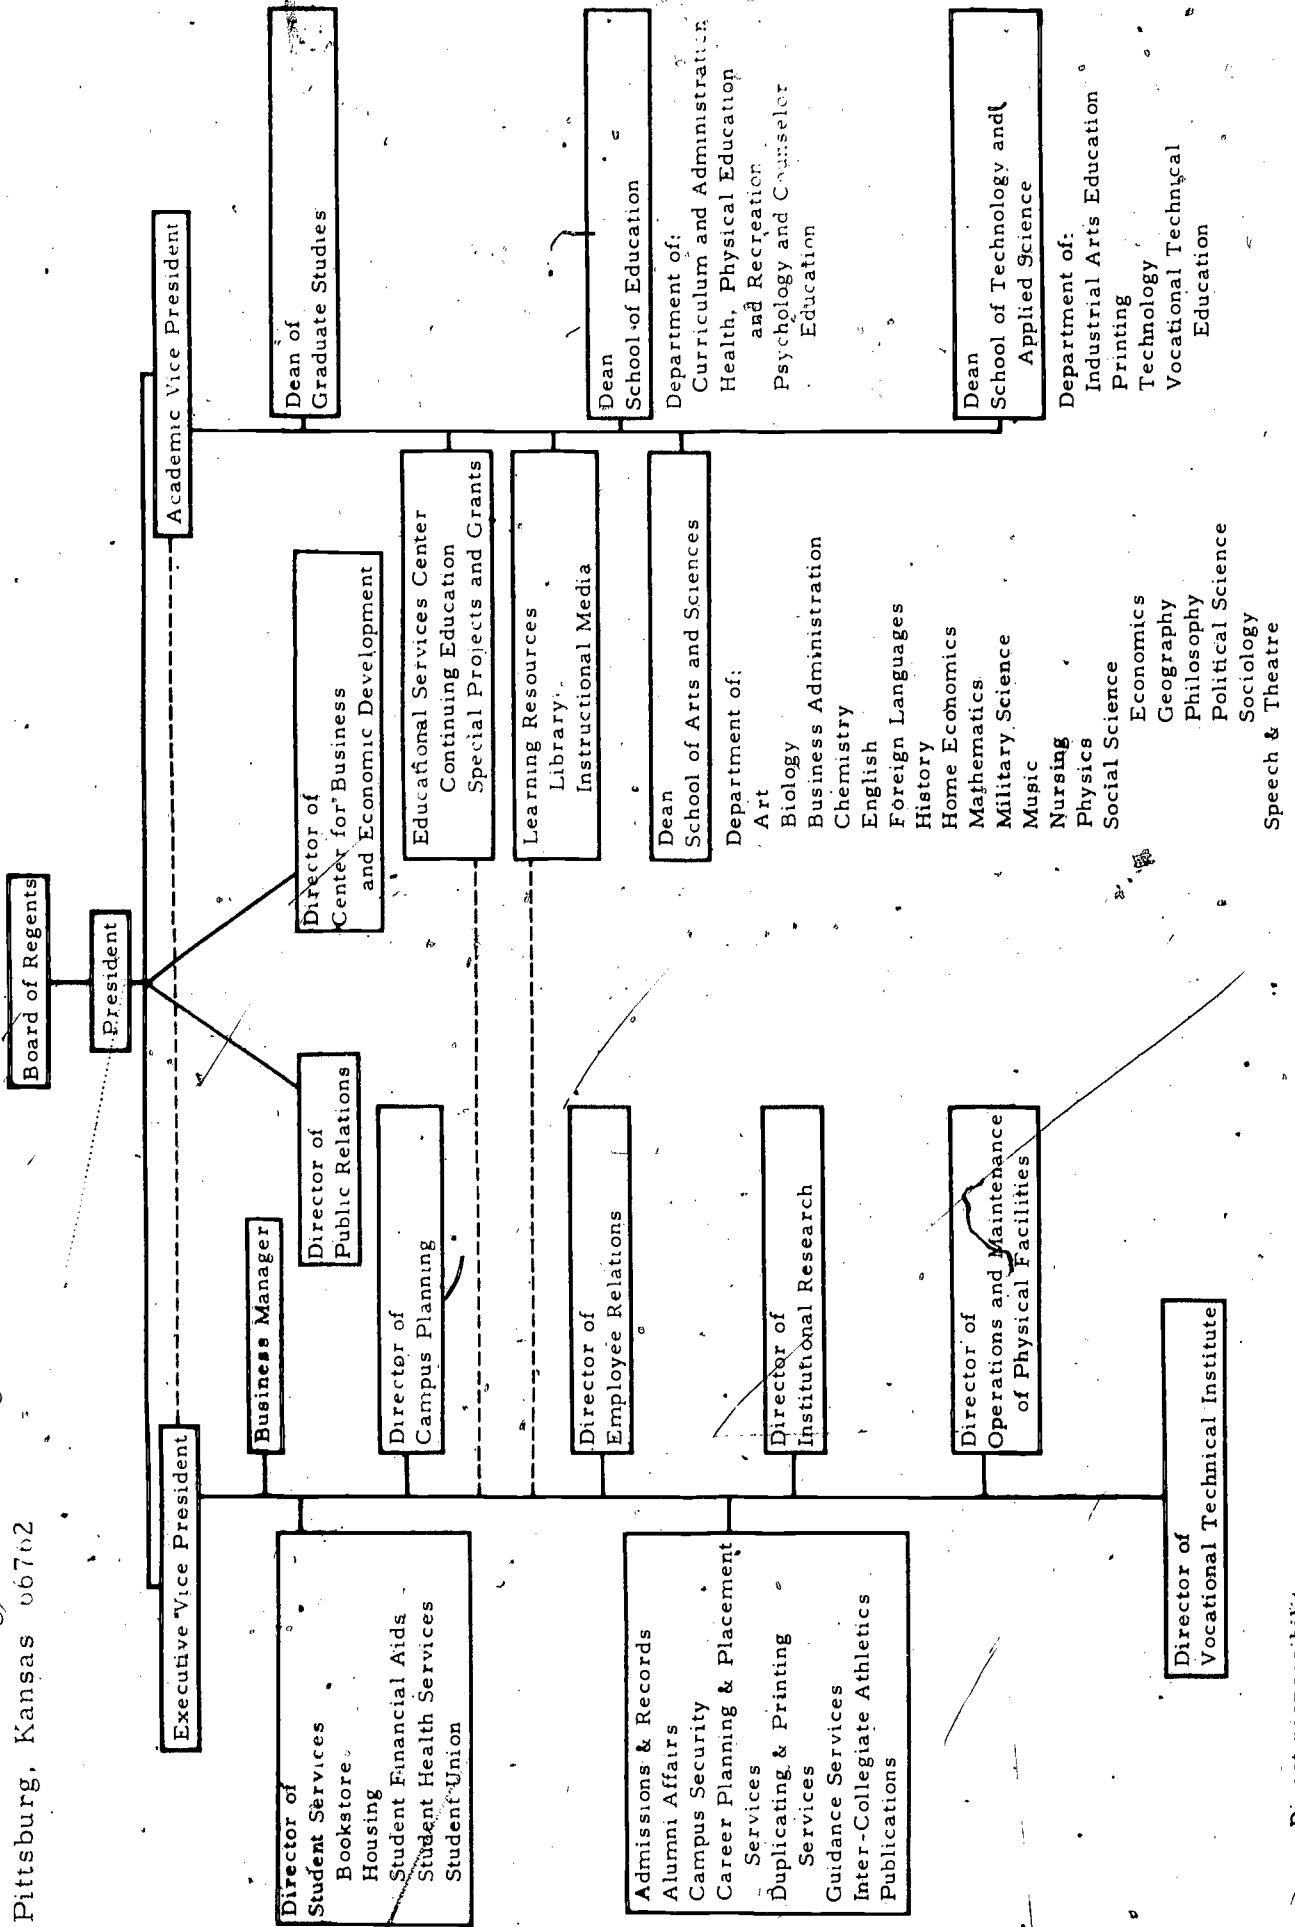 Pittsburg, Kansas 66762
Board of Regents
President
Executive Vice President
Academic Vice President
Business Manager
Director of
Public Relations
Director of
Center for Business
and Economic Development
Dean of
Graduate Studies
Director of
Student Services
Bookstore
Housing
Student Financial Aids
Student Health Services
Student Union
Director of
Campus Planning
Educational Services Center
Continuing Education
Special Projects and Grants
Learning Resources
Library
Instructional Media
Director of
Employee Relations
Dean
School of Education
Department of:
Curriculum and Administration
Health, Physical Education
and Recreation
Psychology and Counselor
Education
Admissions & Records
Alumni Affairs
Campus Security
Career Planning & Placement
Services
Duplicating & Printing
Services
Guidance Services
Inter-Collegiate Athletics
Publications
Director of
Institutional Research
Dean
School of Arts and Sciences
Department of:
Art
Biology
Business Administration
Chemistry
English
Foreign Languages
History
Home Economics
Mathematics
Military Science
Music
Nursing
Physics
Social Science
Economics
Geography
Philosophy
Political Science
Sociology
Speech & Theatre
Director of
Operations and Maintenance
of Physical Facilities
Dean
School of Technology and
Applied Science
Department of:
Industrial Arts Education
Printing
Technology
Vocational Technical
Education
Director of
Vocational Technical Institute